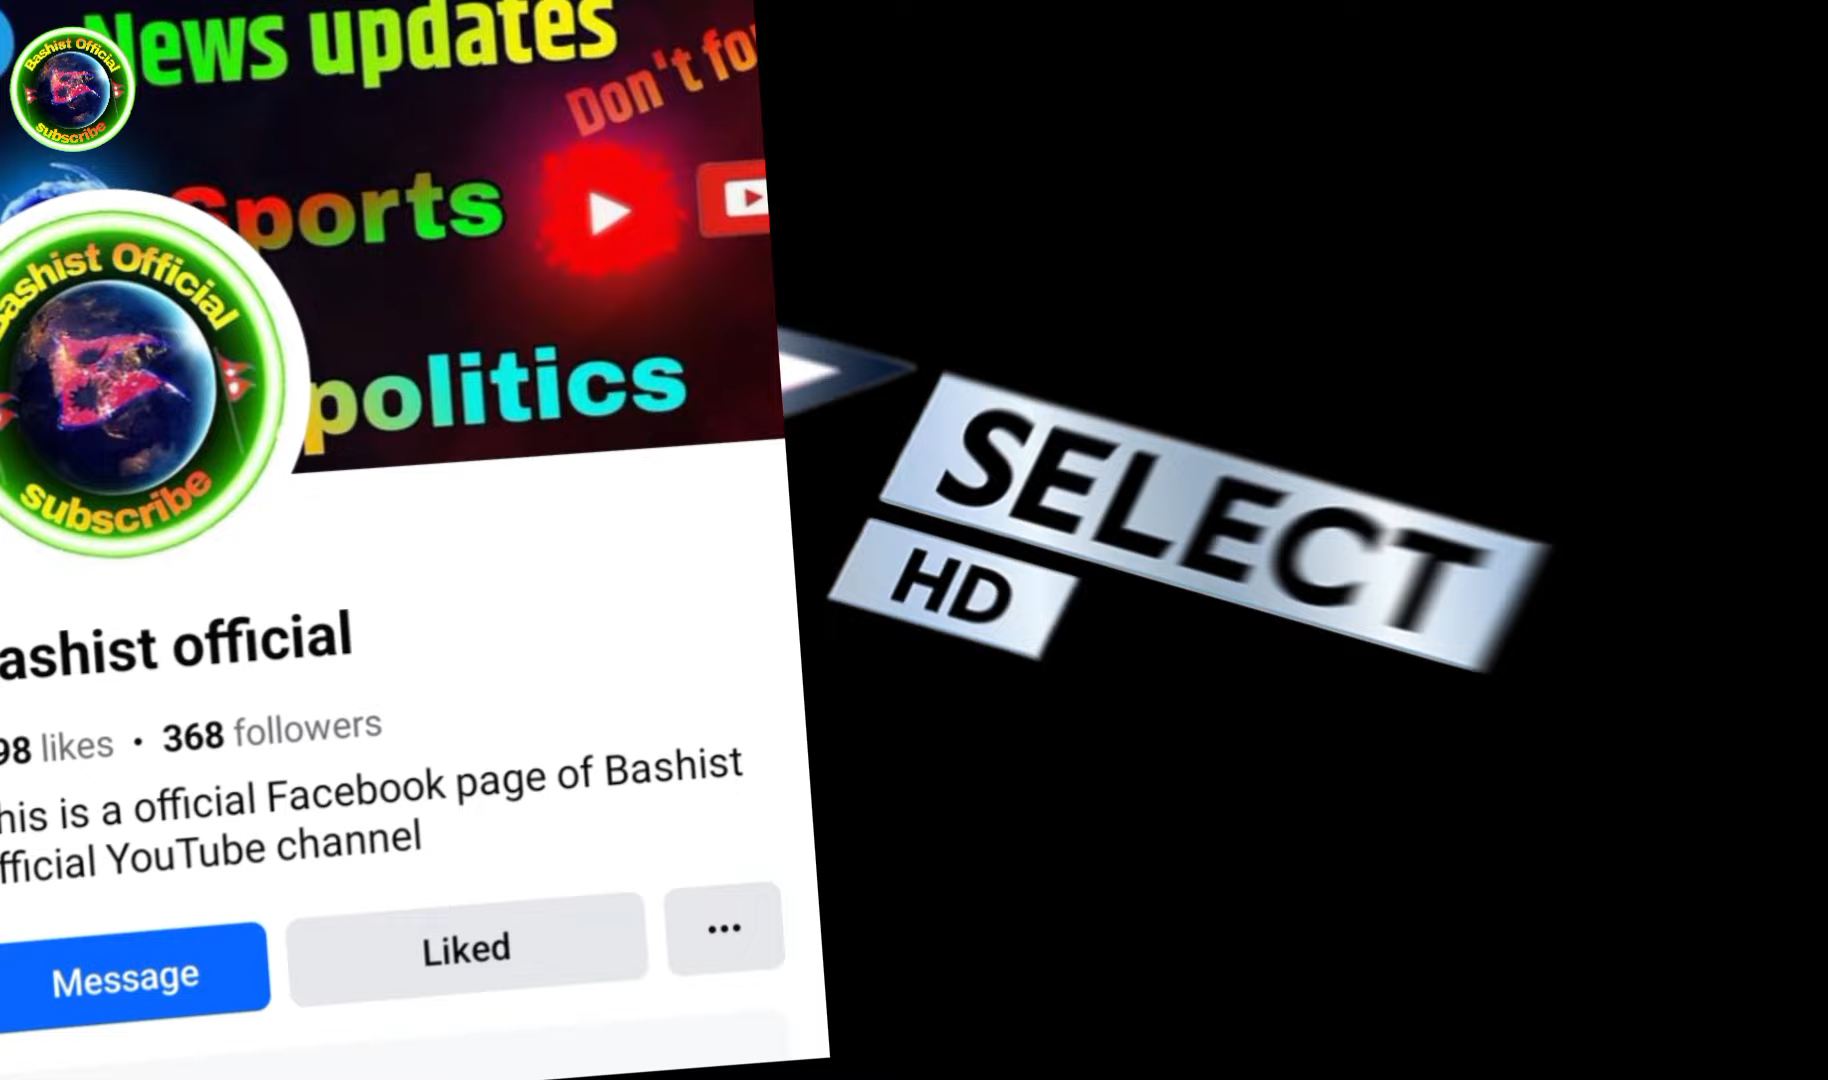 Bashist Official
subscribe
News updates
Don't
Sports
politics
Bashist Official
subscribe
ashist official
98 likes • 368 followers
his is a official Facebook page of Bashist
fficial YouTube channel
Message
Liked
SELECT
HD